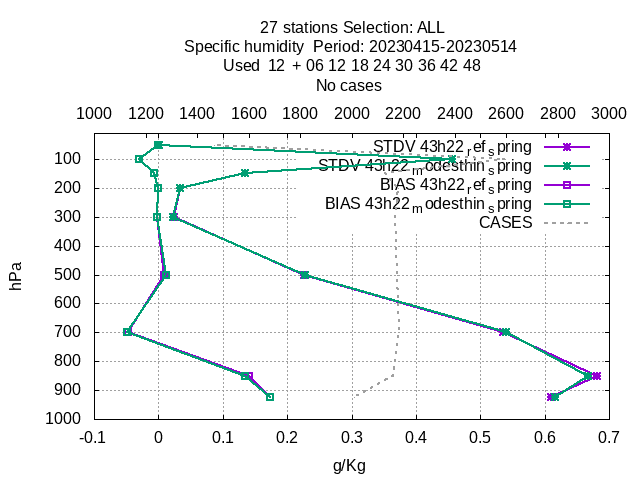 27 stations Selection: ALL
Specific humidity  Period: 20230415-20230514
Used  12  + 06 12 18 24 30 36 42 48
No cases
1000 1200 1400 1600 1800 2000 2200 2400 2600 2800 3000
STDV 43h22_ref_spring
STDV 43h22_modesthin_spring
BIAS 43h22_ref_spring
BIAS 43h22_modesthin_spring
CASES
hPa
100
200
300
400
500
600
700
800
900
1000
-0.1 0 0.1 0.2 0.3 0.4 0.5 0.6 0.7
g/Kg